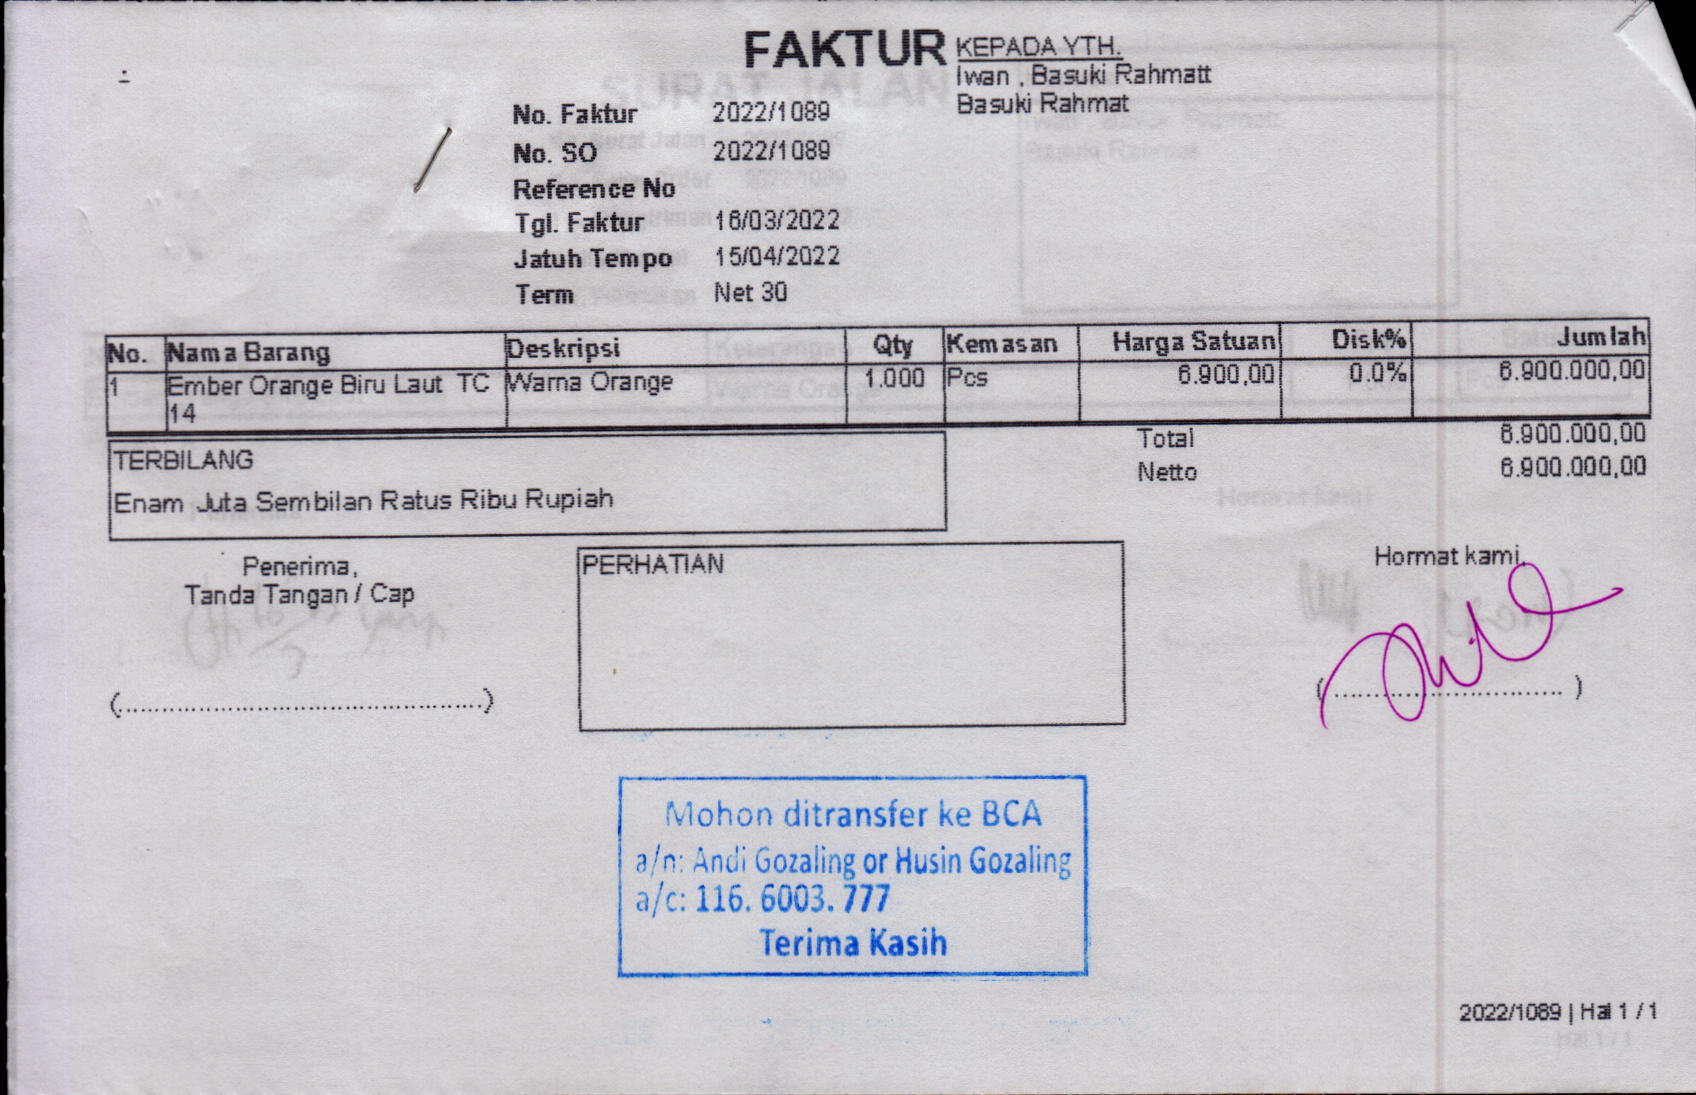 FAKTUR
KEPADA YTH.
Iwan , Basuki Rahmatt
Basuki Rahmat
No. Faktur 2022/1089
No. SO 2022/1089
Reference No
Tgl. Faktur 16/03/2022
Jatuh Tempo 15/04/2022
Term Net 30
No. Nama Barang Deskripsi Qty Kemasan Harga Satuan Disk% Jumlah
1 Ember Orange Biru Laut TC Warna Orange 1.000 Pcs 6.900,00 0.0% 6.900.000,00
14
Total 6.900.000,00
Netto 6.900.000,00
TERBILANG
Enam Juta Sembilan Ratus Ribu Rupiah
Penerima,
Tanda Tangan / Cap
PERHATIAN
Hormat kami,
Mohon ditransfer ke BCA
a/n: Andi Gozaling or Husin Gozaling
a/c: 116. 6003. 777
Terima Kasih
2022/1089 | Hal 1 / 1